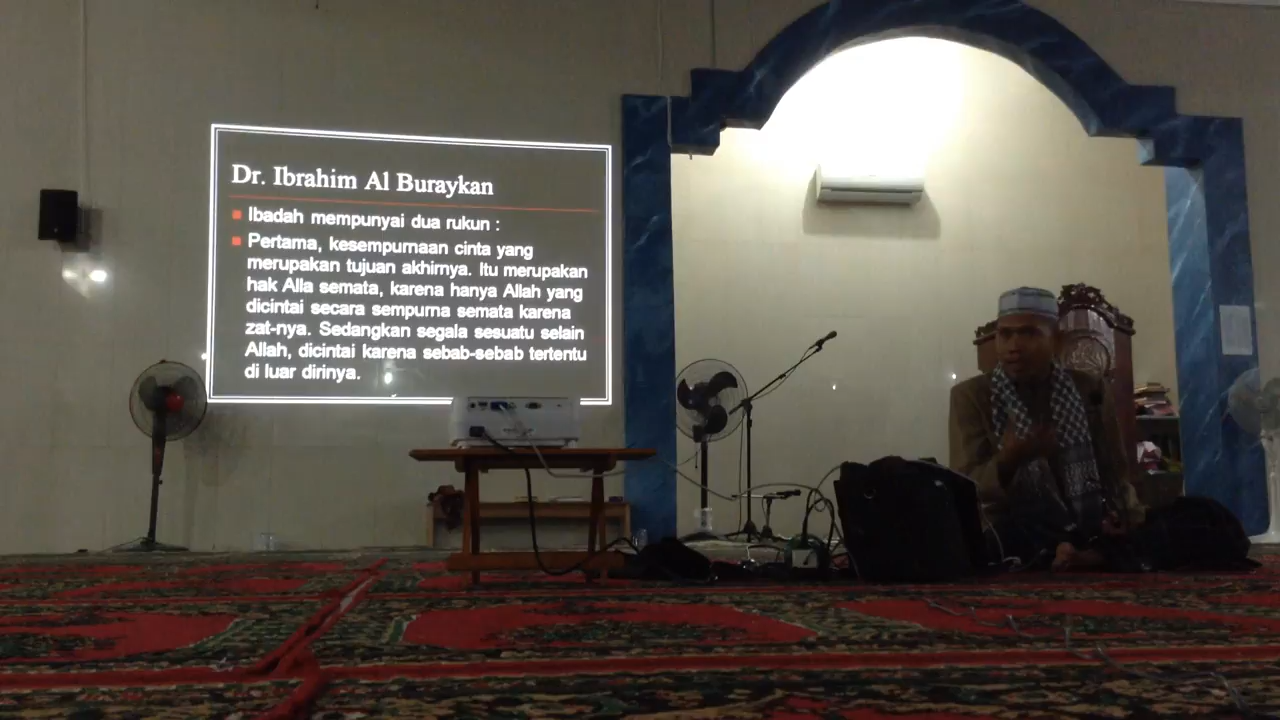 Dr. Ibrahim Al Buraykan
Ibadah mempunyai dua rukun :
Pertama, kesempurnaan cinta yang
merupakan tujuan akhirnya. Itu merupakan
hak Alla semata, karena hanya Allah yang
dicintai secara sempurna semata karena
zat-nya. Sedangkan segala sesuatu selain
Allah, dicintai karena sebab-sebab tertentu
di luar dirinya.